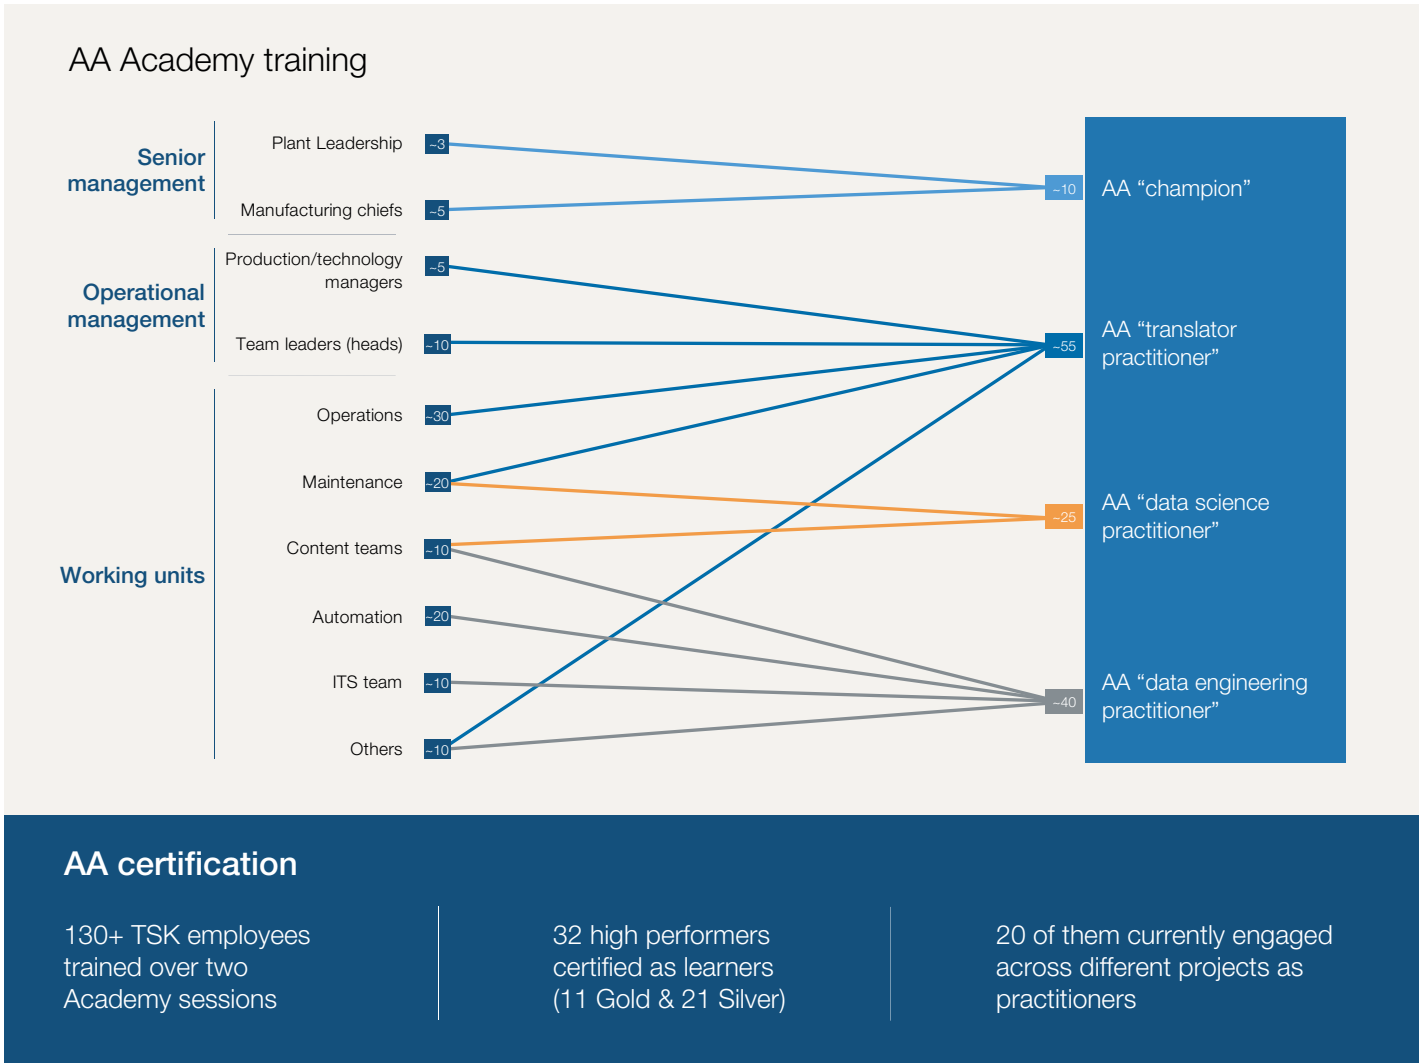 AA Academy training
Senior
management
Plant Leadership
~3
Manufacturing chiefs
~5
Operational
management
Production/technology
managers
~5
Team leaders (heads)
~10
Working units
Operations
~30
Maintenance
~20
Content teams
~10
Automation
~20
ITS team
~10
Others
~10
~10
AA “champion”
~55
AA “translator
practitioner”
~25
AA “data science
practitioner”
~40
AA “data engineering
practitioner”
AA certification
130+ TSK employees
trained over two
Academy sessions
32 high performers
certified as learners
(11 Gold & 21 Silver)
20 of them currently engaged
across different projects as
practitioners